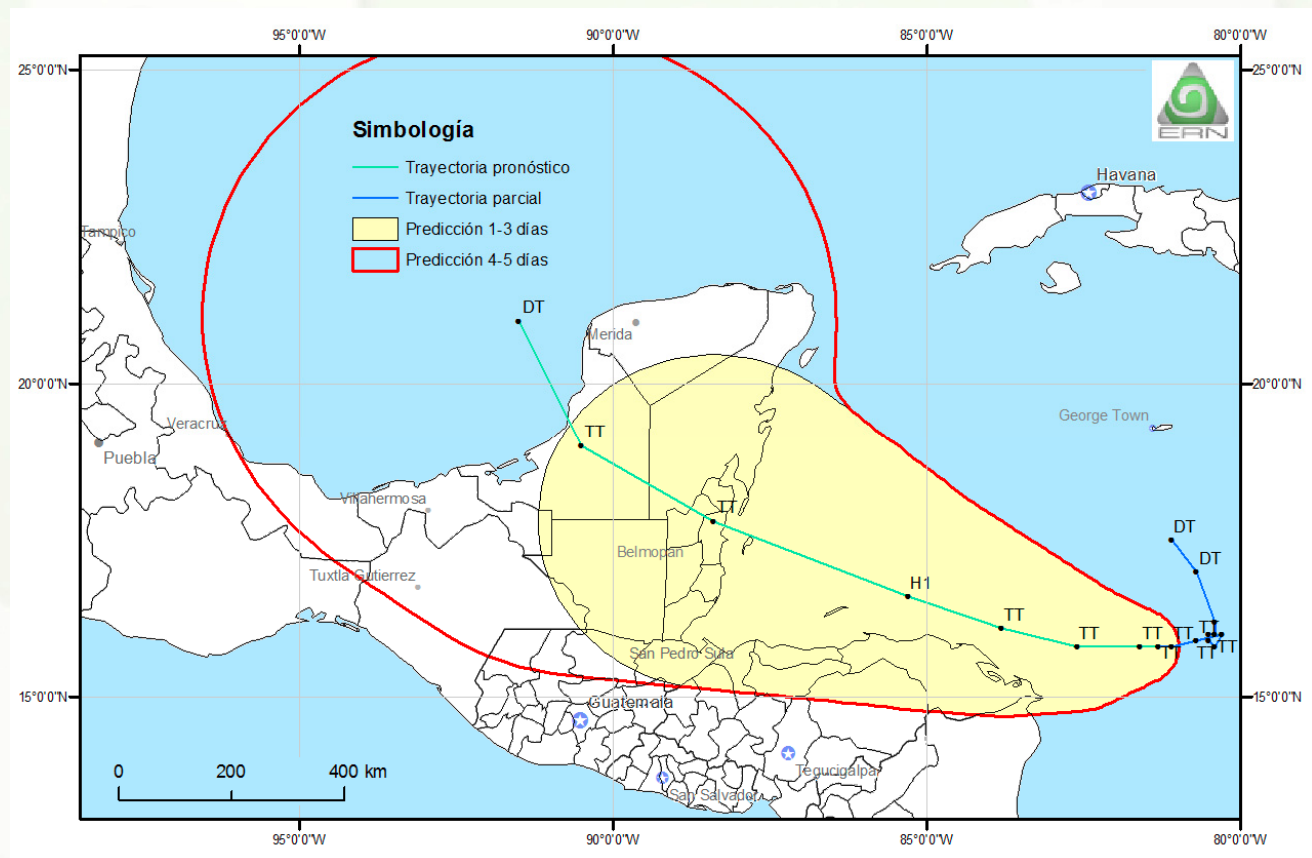 95°0'0"W 90°0'0"W 85°0'0"W 80°0'0"W
25°0'0"N 25°0'0"N
ERN
Simbología
Trayectoria pronóstico
Trayectoria parcial
Predicción 1-3 días
Predicción 4-5 días
Havana
Tampico
DT
Merida
20°0'0"N 20°0'0"N
George Town
Veracruz
TT
Puebla
Villahermosa
TT
DT
Belmopan
DT
Tuxtla Gutierrez
H1
TT
TT TT TT TT
San Pedro Sula
TT TT TT
15°0'0"N 15°0'0"N
Guatemala
Tegucigalpa
San Salvador
0 200 400 km
95°0'0"W 90°0'0"W 85°0'0"W 80°0'0"W